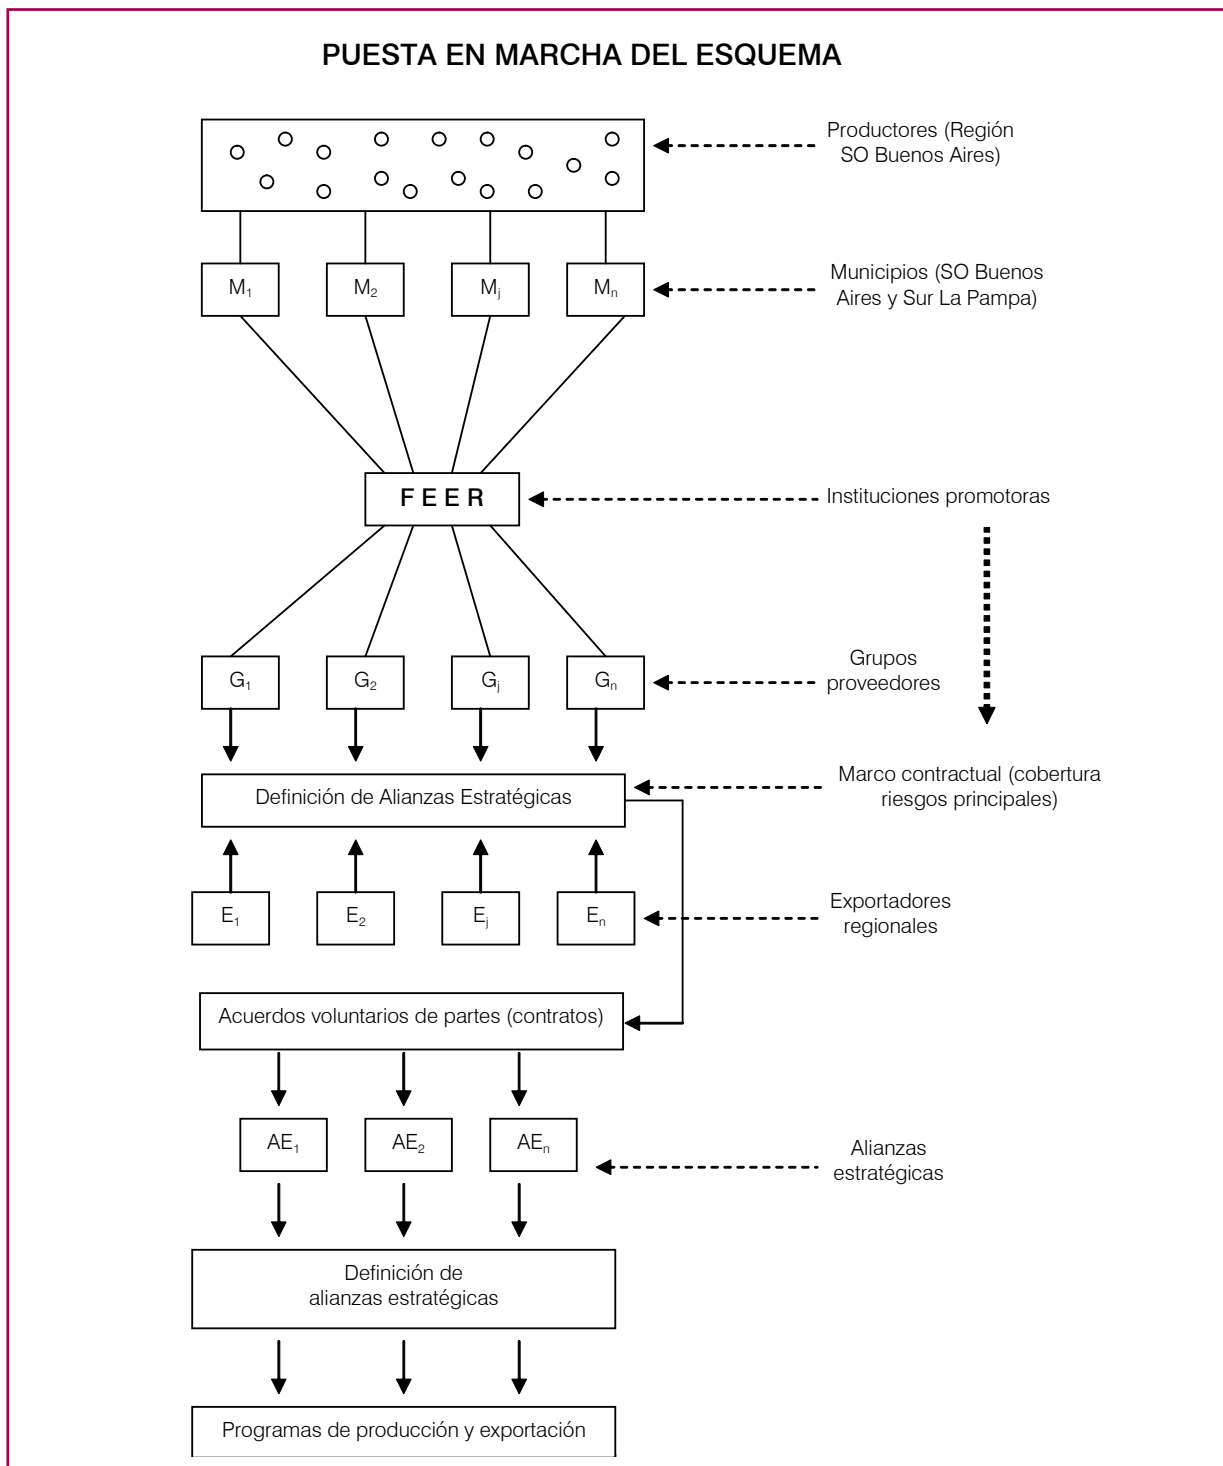 PUESTA EN MARCHA DEL ESQUEMA
Productores (Región
SO Buenos Aires)
M₁ M₂ Mⱼ Mₙ
Municipios (SO Buenos
Aires y Sur La Pampa)
F E E R
Instituciones promotoras
G₁ G₂ Gⱼ Gₙ
Grupos
proveedores
Definición de Alianzas Estratégicas
Marco contractual (cobertura
riesgos principales)
E₁ E₂ Eⱼ Eₙ
Exportadores
regionales
Acuerdos voluntarios de partes (contratos)
AE₁ AE₂ AEₙ
Alianzas
estratégicas
Definición de
alianzas estratégicas
Programas de producción y exportación